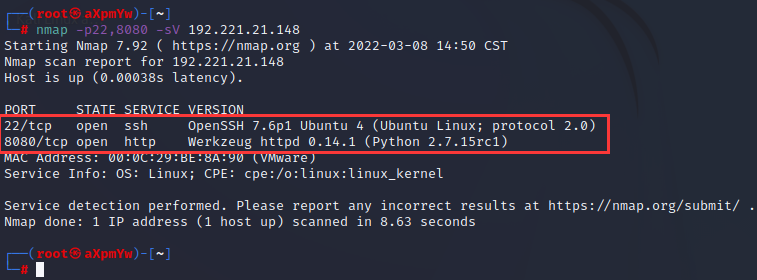 ┌──(root㉿aXpmYw)-[~]
└─# nmap -p22,8080 -sV 192.221.21.148
Starting Nmap 7.92 ( https://nmap.org ) at 2022-03-08 14:50 CST
Nmap scan report for 192.221.21.148
Host is up (0.00038s latency).

PORT     STATE SERVICE VERSION
22/tcp   open  ssh     OpenSSH 7.6p1 Ubuntu 4 (Ubuntu Linux; protocol 2.0)
8080/tcp open  http    Werkzeug httpd 0.14.1 (Python 2.7.15rc1)
MAC Address: 00:0C:29:BE:8A:90 (VMware)
Service Info: OS: Linux; CPE: cpe:/o:linux:linux_kernel

Service detection performed. Please report any incorrect results at https://nmap.org/submit/ .
Nmap done: 1 IP address (1 host up) scanned in 8.63 seconds

┌──(root㉿aXpmYw)-[~]
└─#